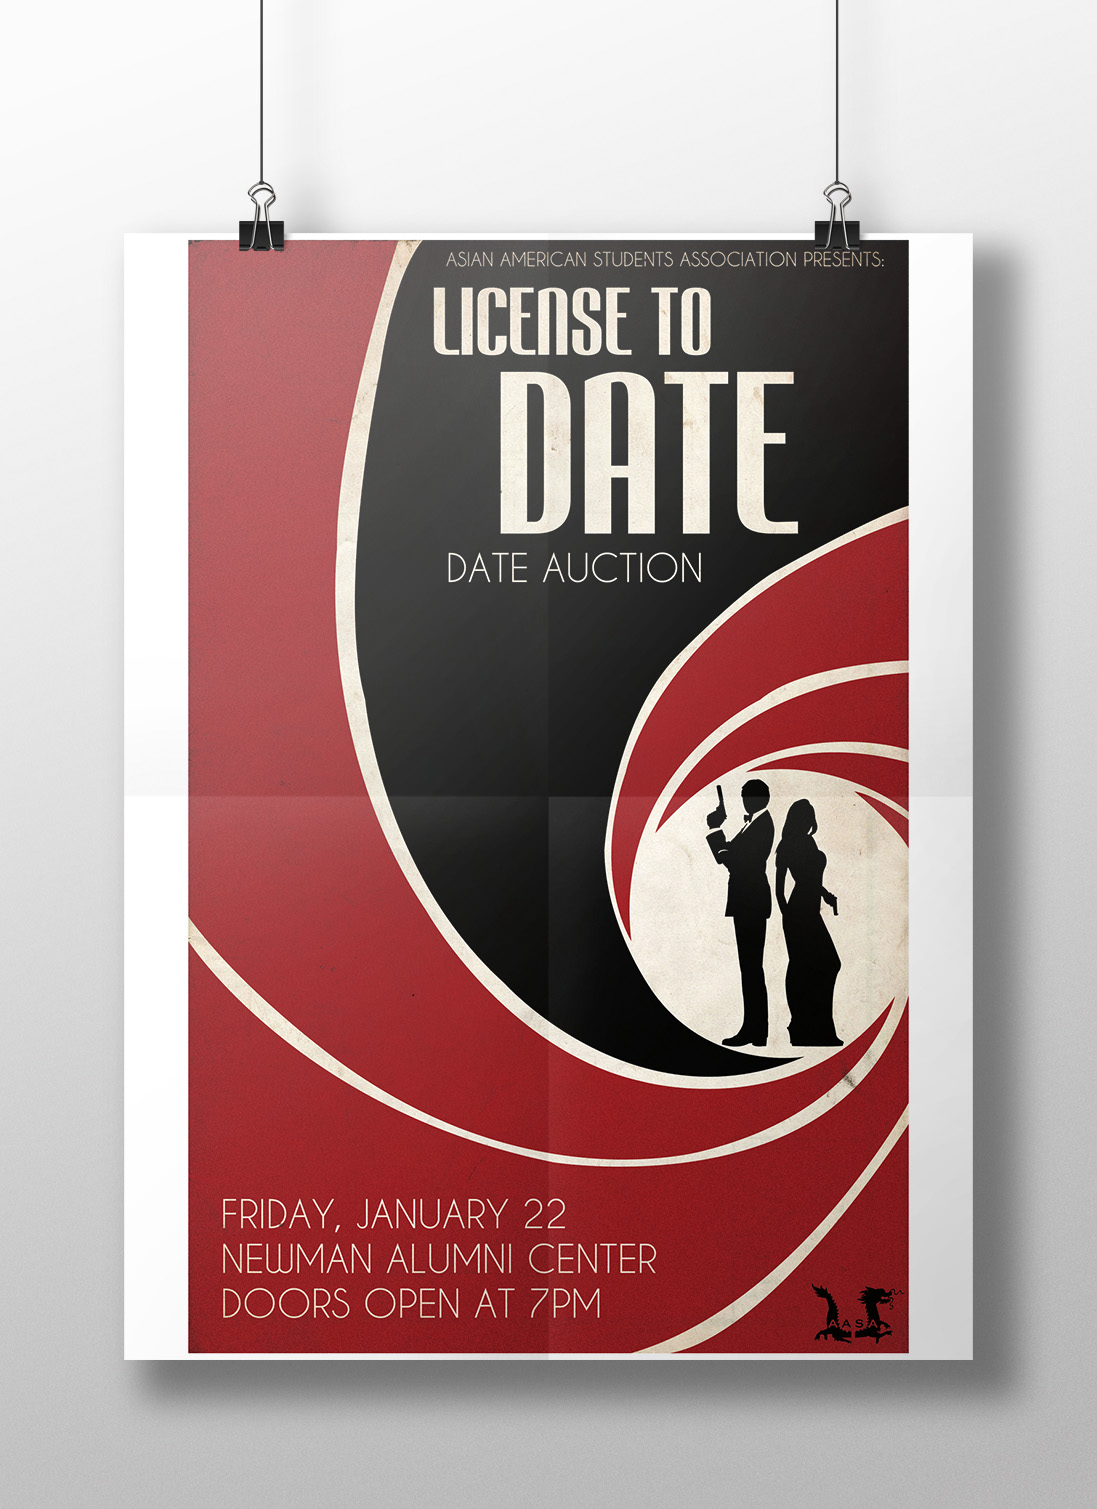 ASIAN AMERICAN STUDENTS ASSOCIATION PRESENTS:
LICENSE TO
DATE
DATE AUCTION
FRIDAY, JANUARY 22
NEWMAN ALUMNI CENTER
DOORS OPEN AT 7PM
AASA